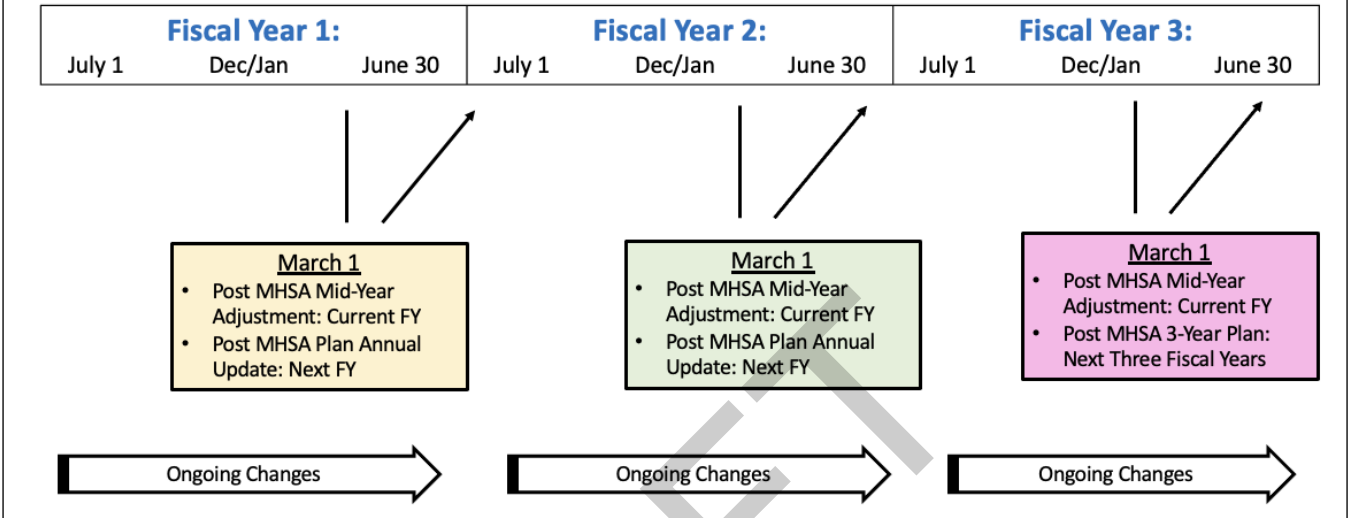 Fiscal Year 1:
July 1 Dec/Jan June 30
Fiscal Year 2:
July 1 Dec/Jan June 30
Fiscal Year 3:
July 1 Dec/Jan June 30
March 1
• Post MHSA Mid-Year
Adjustment: Current FY
• Post MHSA Plan Annual
Update: Next FY
March 1
• Post MHSA Mid-Year
Adjustment: Current FY
• Post MHSA Plan Annual
Update: Next FY
March 1
• Post MHSA Mid-Year
Adjustment: Current FY
• Post MHSA 3-Year Plan:
Next Three Fiscal Years
Ongoing Changes
Ongoing Changes
Ongoing Changes